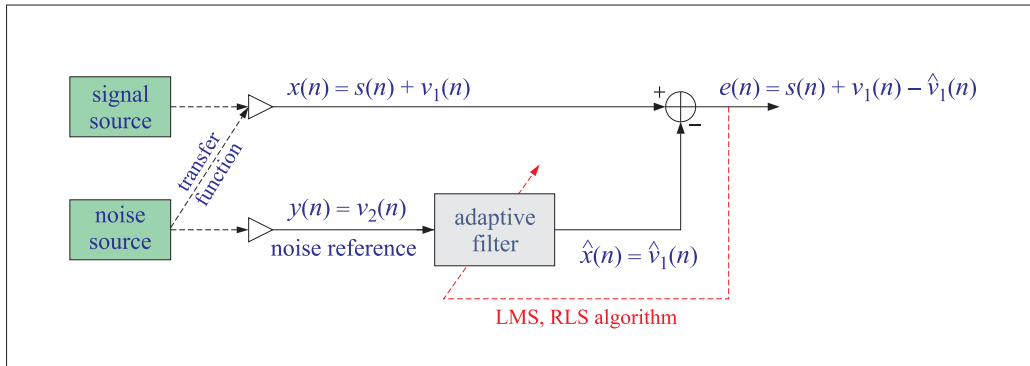 signal
source
x(n) = s(n) + v₁(n)
+
−
e(n) = s(n) + v₁(n) − v̂₁(n)
transfer
function
noise
source
y(n) = v₂(n)
noise reference
adaptive
filter
x̂(n) = v̂₁(n)
LMS, RLS algorithm